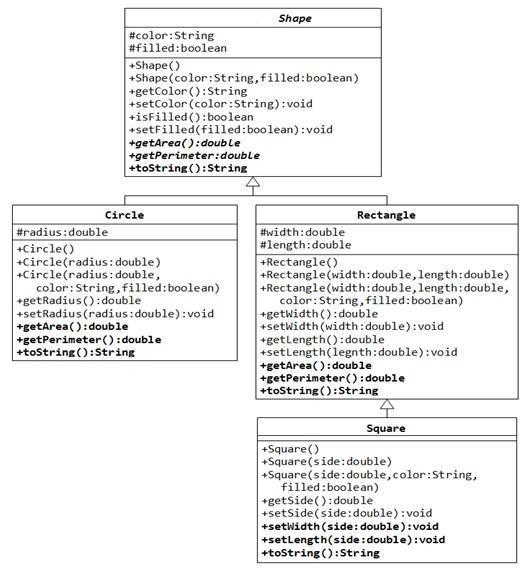 Shape
#color:String
#filled:boolean
+Shape()
+Shape(color:String,filled:boolean)
+getColor():String
+setColor(color:String):void
+isFilled():boolean
+setFilled(filled:boolean):void
+getArea():double
+getPerimeter:double
+toString():String
Circle
#radius:double
+Circle()
+Circle(radius:double)
+Circle(radius:double,
color:String,filled:boolean)
+getRadius():double
+setRadius(radius:double):void
+getArea():double
+getPerimeter():double
+toString():String
Rectangle
#width:double
#length:double
+Rectangle()
+Rectangle(width:double,length:double)
+Rectangle(width:double,length:double,
color:String,filled:boolean)
+getWidth():double
+setWidth(width:double):void
+getLength():double
+setLength(legnth:double):void
+getArea():double
+getPerimeter():double
+toString():String
Square
+Square()
+Square(side:double)
+Square(side:double,color:String,
filled:boolean)
+getSide():double
+setSide(side:double):void
+setWidth(side:double):void
+setLength(side:double):void
+toString():String